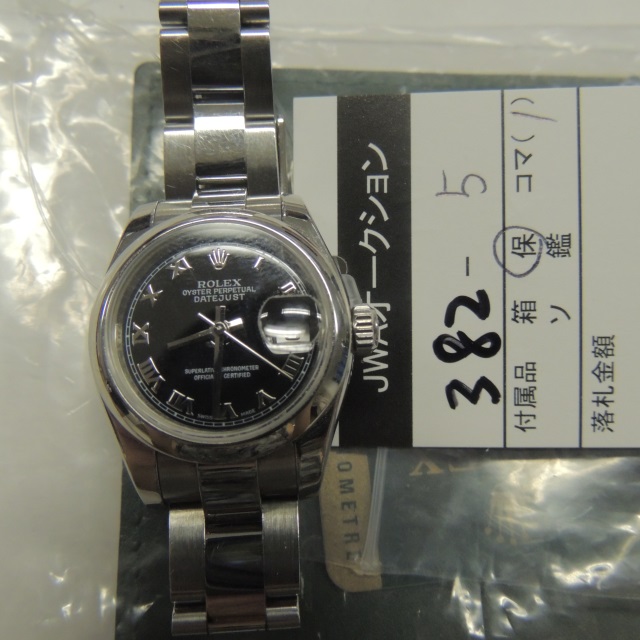 ROLEX
OYSTER PERPETUAL
DATEJUST
SUPERLATIVE CHRONOMETER
OFFICIALLY CERTIFIED
JWAオークション
382-5
付属品 箱 保 コマ(1)
ソ 鑑
落札金額
OMETRE